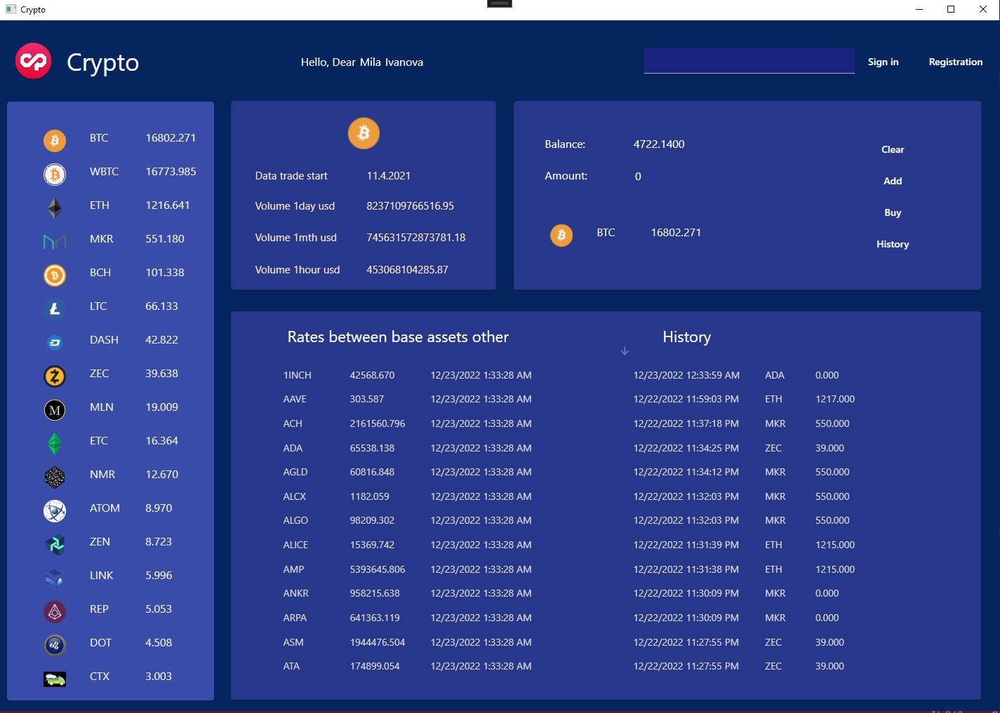 Crypto
Crypto
Hello, Dear Mila Ivanova
Sign in
Registration
BTC 16802.271
WBTC 16773.985
ETH 1216.641
MKR 551.180
BCH 101.338
LTC 66.133
DASH 42.822
ZEC 39.638
MLN 19.009
ETC 16.364
NMR 12.670
ATOM 8.970
ZEN 8.723
LINK 5.996
REP 5.053
DOT 4.508
CTX 3.003
Data trade start 11.4.2021
Volume 1day usd 8237109766516.95
Volume 1mth usd 745631572873781.18
Volume 1hour usd 453068104285.87
Balance: 4722.1400
Amount: 0
BTC 16802.271
Clear
Add
Buy
History
Rates between base assets other
1INCH 42568.670 12/23/2022 1:33:28 AM
AAVE 303.587 12/23/2022 1:33:28 AM
ACH 2161560.796 12/23/2022 1:33:28 AM
ADA 65538.138 12/23/2022 1:33:28 AM
AGLD 60816.848 12/23/2022 1:33:28 AM
ALCX 1182.059 12/23/2022 1:33:28 AM
ALGO 98209.302 12/23/2022 1:33:28 AM
ALICE 15369.742 12/23/2022 1:33:28 AM
AMP 5393645.806 12/23/2022 1:33:28 AM
ANKR 958215.638 12/23/2022 1:33:28 AM
ARPA 641363.119 12/23/2022 1:33:28 AM
ASM 1944476.504 12/23/2022 1:33:28 AM
ATA 174899.054 12/23/2022 1:33:28 AM
History
12/23/2022 12:33:59 AM ADA 0.000
12/22/2022 11:59:03 PM ETH 1217.000
12/22/2022 11:37:18 PM MKR 550.000
12/22/2022 11:34:25 PM ZEC 39.000
12/22/2022 11:34:12 PM MKR 550.000
12/22/2022 11:32:03 PM MKR 550.000
12/22/2022 11:32:03 PM MKR 550.000
12/22/2022 11:31:39 PM ETH 1215.000
12/22/2022 11:31:38 PM ETH 1215.000
12/22/2022 11:30:09 PM MKR 0.000
12/22/2022 11:30:09 PM MKR 0.000
12/22/2022 11:27:55 PM ZEC 39.000
12/22/2022 11:27:55 PM ZEC 39.000